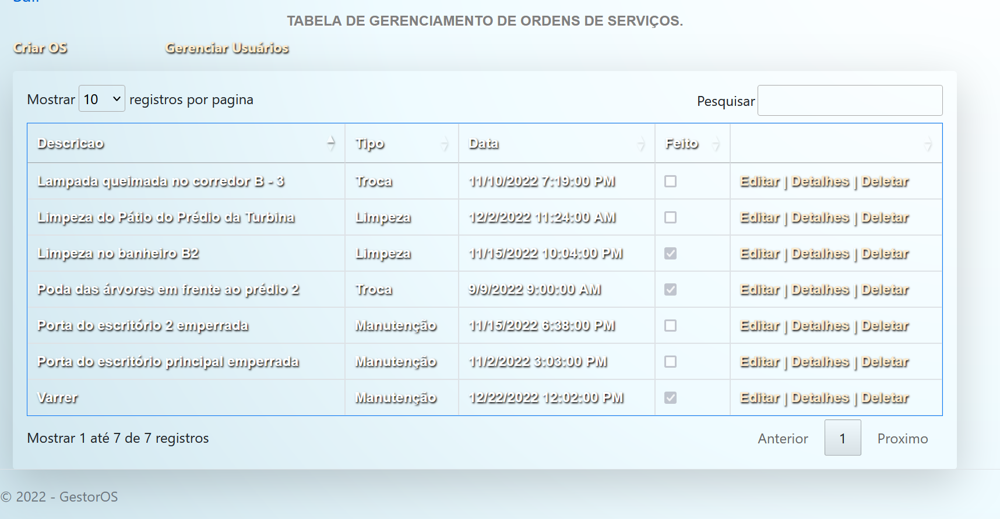 Sair
TABELA DE GERENCIAMENTO DE ORDENS DE SERVIÇOS.
Criar OS Gerenciar Usuários
Mostrar 10 registros por pagina Pesquisar
Descricao Tipo Data Feito
Lampada queimada no corredor B - 3 Troca 11/10/2022 7:19:00 PM Editar | Detalhes | Deletar
Limpeza do Pátio do Prédio da Turbina Limpeza 12/2/2022 11:24:00 AM Editar | Detalhes | Deletar
Limpeza no banheiro B2 Limpeza 11/15/2022 10:04:00 PM Editar | Detalhes | Deletar
Poda das árvores em frente ao prédio 2 Troca 9/9/2022 9:00:00 AM Editar | Detalhes | Deletar
Porta do escritório 2 emperrada Manutenção 11/15/2022 6:38:00 PM Editar | Detalhes | Deletar
Porta do escritório principal emperrada Manutenção 11/2/2022 3:03:00 PM Editar | Detalhes | Deletar
Varrer Manutenção 12/22/2022 12:02:00 PM Editar | Detalhes | Deletar
Mostrar 1 até 7 de 7 registros Anterior 1 Proximo
© 2022 - GestorOS